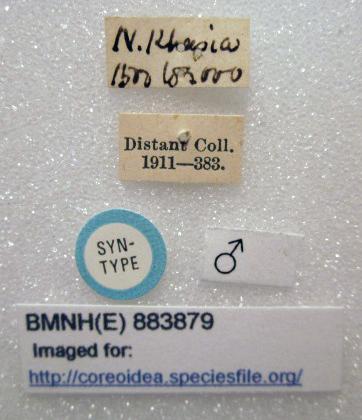 N. Khasia
1500 to 3000
Distant Coll.
1911—383.
SYN-
TYPE
♂
BMNH(E) 883879
Imaged for:
http://coreoidea.speciesfile.org/